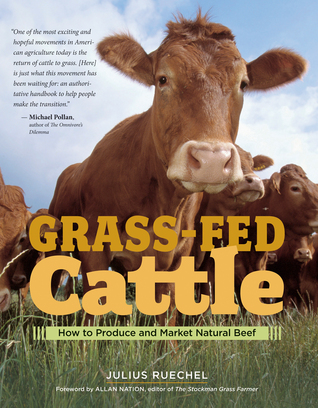 "One of the most exciting and
hopeful movements in Ameri-
can agriculture today is the
return of cattle to grass. [Here]
is just what this movement has
been waiting for: an authori-
tative handbook to help people
make the transition."
— Michael Pollan,
author of The Omnivore's
Dilemma
GRASS-FED
Cattle
How to Produce and Market Natural Beef
JULIUS RUECHEL
Foreword by ALLAN NATION, editor of The Stockman Grass Farmer